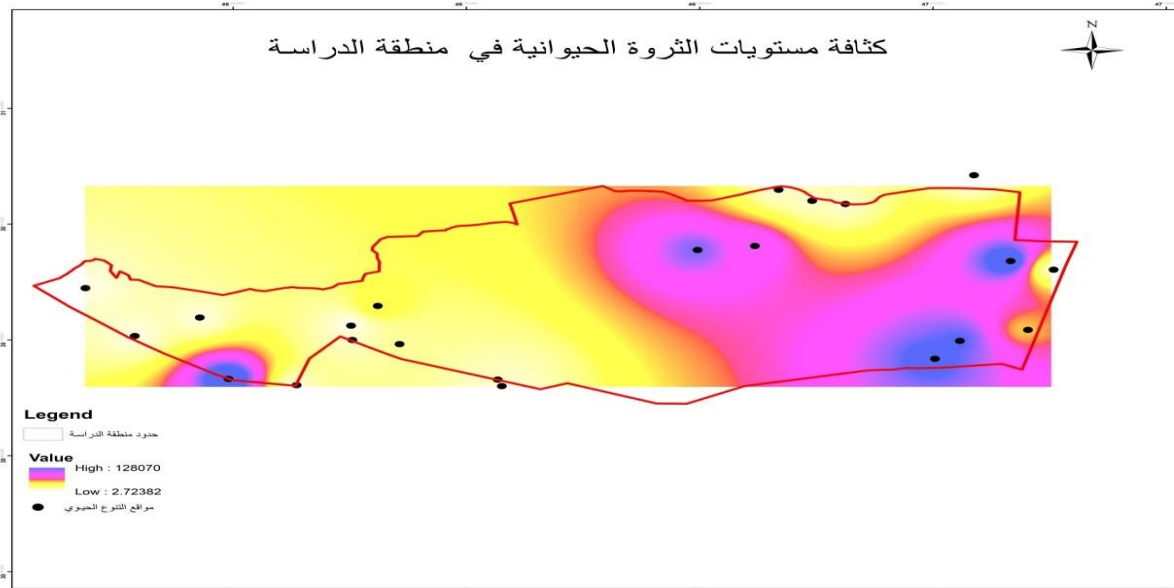 كثافة مستويات الثروة الحيوانية في منطقة الدراسة
N
Legend
حدود منطقة الدراسة
Value
High : 128070
Low : 2.72382
مواقع التنوع الحيوي